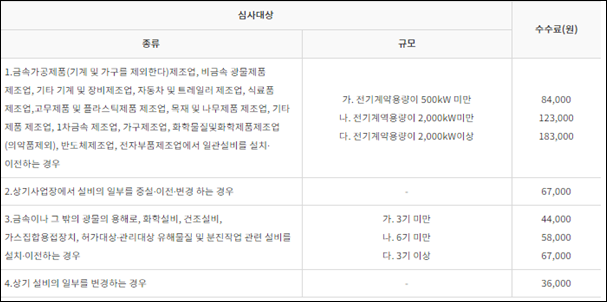 심사대상
수수료(원)
종류
규모
1.금속가공제품(기계 및 가구를 제외한다)제조업, 비금속 광물제품
제조업, 기타 기계 및 장비제조업, 자동차 및 트레일러 제조업, 식료품
제조업,고무제품 및 플라스틱제품 제조업, 목재 및 나무제품 제조업, 기타
제품 제조업, 1차금속 제조업, 가구제조업, 화학물질및화학제품제조업
(의약품제외), 반도체제조업, 전자부품제조업에서 일관설비를 설치·
이전하는 경우
가. 전기계약용량이 500kW 미만
나. 전기계역용량이 2,000kW미만
다. 전기계약용량이 2,000kW이상
84,000
123,000
183,000
2.상기사업장에서 설비의 일부를 증설·이전·변경 하는 경우
-
67,000
3.금속이나 그 밖의 광물의 용해로, 화학설비, 건조설비,
가스집합용접장치, 허가대상·관리대상 유해물질 및 분진작업 관련 설비를
설치·이전하는 경우
가. 3기 미만
나. 6기 미만
다. 3기 이상
44,000
58,000
67,000
4.상기 설비의 일부를 변경하는 경우
-
36,000